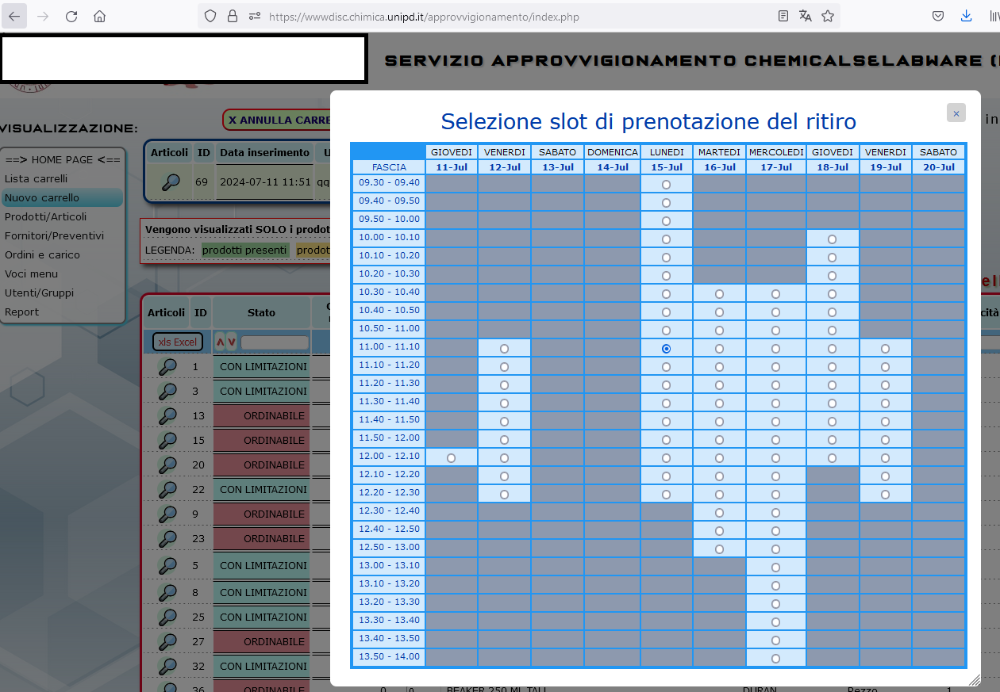 https://wwwdisc.chimica.unipd.it/approvvigionamento/index.php
SERVIZIO APPROVVIGIONAMENTO CHEMICALS&LABWARE (
VISUALIZZAZIONE:
==> HOME PAGE <==
Lista carrelli
Nuovo carrello
Prodotti/Articoli
Fornitori/Preventivi
Ordini e carico
Voci menu
Utenti/Gruppi
Report
X ANNULLA CARRE
Articoli ID Data inserimento U
69 2024-07-11 11:51 qq
Vengono visualizzati SOLO i prodot
LEGENDA: prodotti presenti prodot
Articoli ID Stato
xls Excel
1 CON LIMITAZIONI
3 CON LIMITAZIONI
13 ORDINABILE
15 ORDINABILE
20 ORDINABILE
22 CON LIMITAZIONI
9 ORDINABILE
23 ORDINABILE
5 CON LIMITAZIONI
8 CON LIMITAZIONI
25 CON LIMITAZIONI
27 ORDINABILE
32 CON LIMITAZIONI
36 ORDINABILE 0 0 BEAKER 250 ML TALL DURAN Pezzo 1
in
ell
cità
Selezione slot di prenotazione del ritiro
×
GIOVEDI VENERDI SABATO DOMENICA LUNEDI MARTEDI MERCOLEDI GIOVEDI VENERDI SABATO
FASCIA 11-Jul 12-Jul 13-Jul 14-Jul 15-Jul 16-Jul 17-Jul 18-Jul 19-Jul 20-Jul
09.30 - 09.40
09.40 - 09.50
09.50 - 10.00
10.00 - 10.10
10.10 - 10.20
10.20 - 10.30
10.30 - 10.40
10.40 - 10.50
10.50 - 11.00
11.00 - 11.10
11.10 - 11.20
11.20 - 11.30
11.30 - 11.40
11.40 - 11.50
11.50 - 12.00
12.00 - 12.10
12.10 - 12.20
12.20 - 12.30
12.30 - 12.40
12.40 - 12.50
12.50 - 13.00
13.00 - 13.10
13.10 - 13.20
13.20 - 13.30
13.30 - 13.40
13.40 - 13.50
13.50 - 14.00